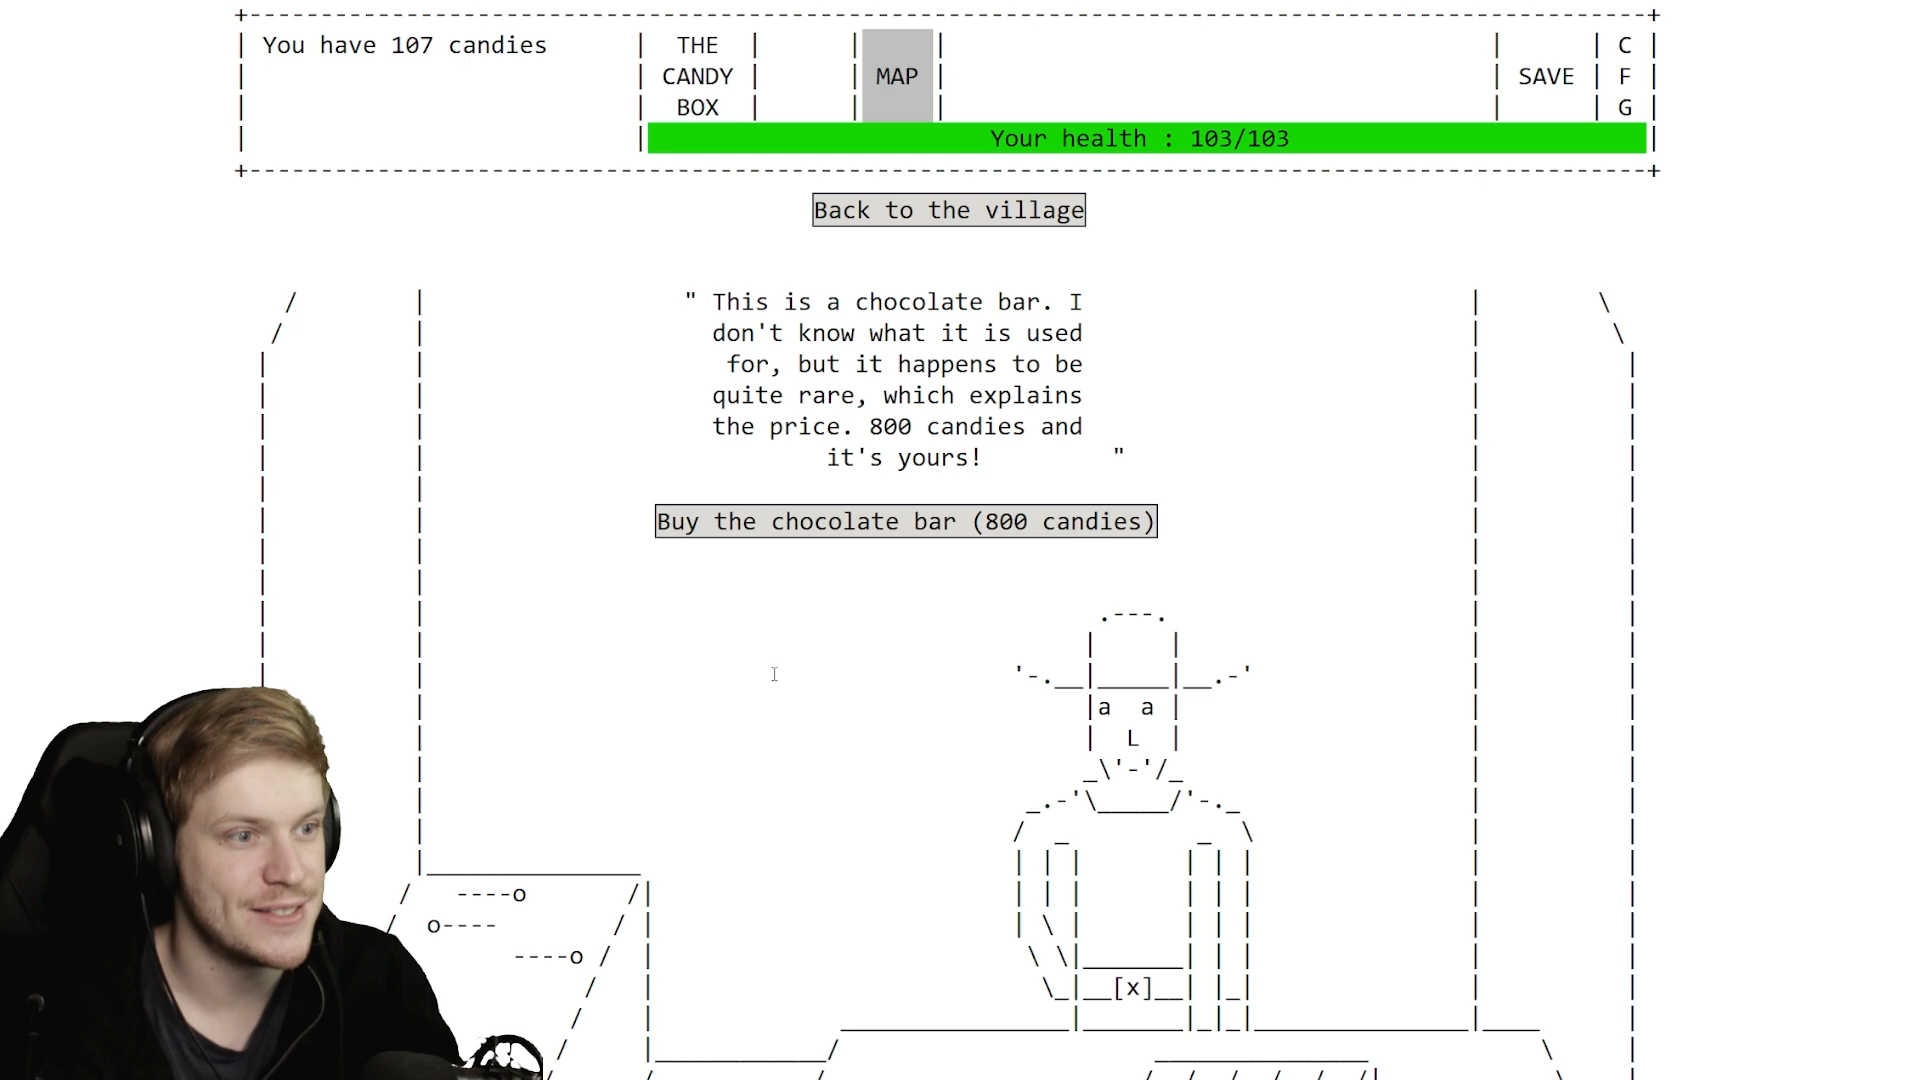 You have 107 candies
THE
CANDY
BOX
MAP
SAVE
C
F
G
Your health : 103/103
Back to the village
" This is a chocolate bar. I
don't know what it is used
for, but it happens to be
quite rare, which explains
the price. 800 candies and
it's yours! "
Buy the chocolate bar (800 candies)